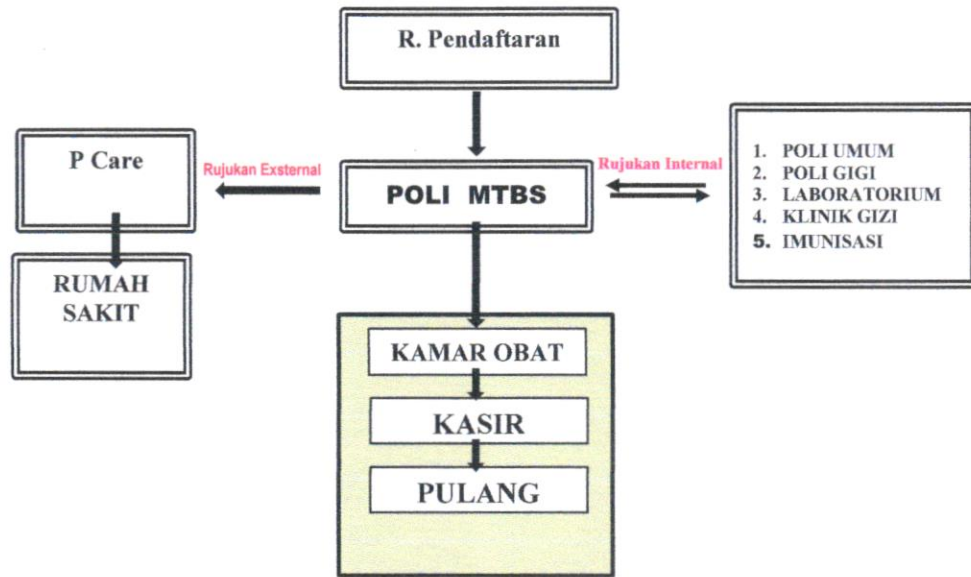 R. Pendaftaran
P Care
Rujukan Exsternal
POLI MTBS
Rujukan Internal
1. POLI UMUM
2. POLI GIGI
3. LABORATORIUM
4. KLINIK GIZI
5. IMUNISASI
RUMAH
SAKIT
KAMAR OBAT
KASIR
PULANG